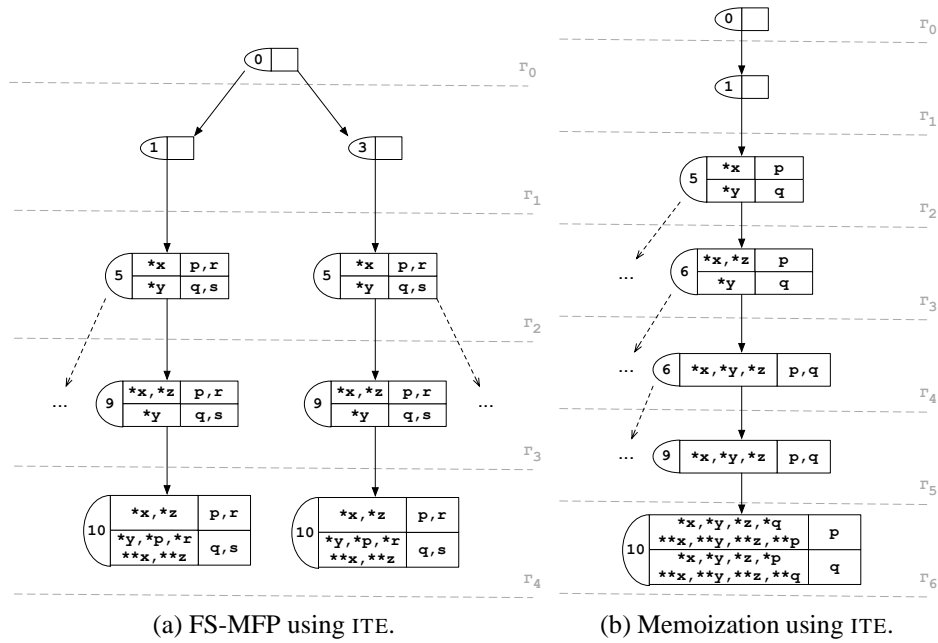 0
r0
1 3
r1
5 *x p,r
*y q,s
5 *x p,r
*y q,s
r2
... 9 *x,*z p,r
*y q,s
9 *x,*z p,r
*y q,s
...
r3
10 *x,*z p,r
*y,*p,*r
**x,**z q,s
10 *x,*z p,r
*y,*p,*r
**x,**z q,s
r4
(a) FS-MFP using ITE.
0
r0
1
r1
5 *x p
*y q
r2
... 6 *x,*z p
*y q
r3
... 6 *x,*y,*z p,q
r4
... 9 *x,*y,*z p,q
r5
10 *x,*y,*z,*q
**x,**y,**z,**p p
*x,*y,*z,*p
**x,**y,**z,**q q
r6
(b) Memoization using ITE.